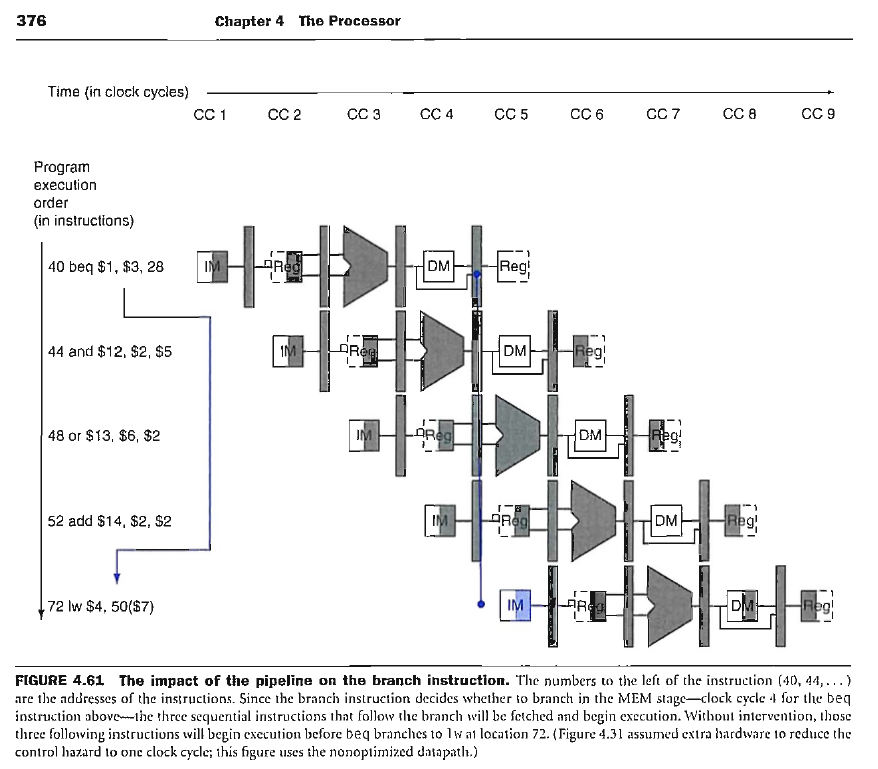 376 Chapter 4 The Processor
Time (in clock cycles)
CC 1 CC 2 CC 3 CC 4 CC 5 CC 6 CC 7 CC 8 CC 9
Program
execution
order
(in instructions)
40 beq $1, $3, 28 IM Reg DM Reg
44 and $12, $2, $5 IM Reg DM Reg
48 or $13, $6, $2 IM Reg DM Reg
52 add $14, $2, $2 IM Reg DM Reg
72 lw $4, 50($7) IM Reg DM Reg
FIGURE 4.61 The impact of the pipeline on the branch instruction. The numbers to the left of the instruction (40, 44, . . . )
are the addresses of the instructions. Since the branch instruction decides whether to branch in the MEM stage—clock cycle 4 for the beq
instruction above—the three sequential instructions that follow the branch will be fetched and begin execution. Without intervention, those
three following instructions will begin execution before beq branches to lw at location 72. (Figure 4.31 assumed extra hardware to reduce the
control hazard to one clock cycle; this figure uses the nonoptimized datapath.)